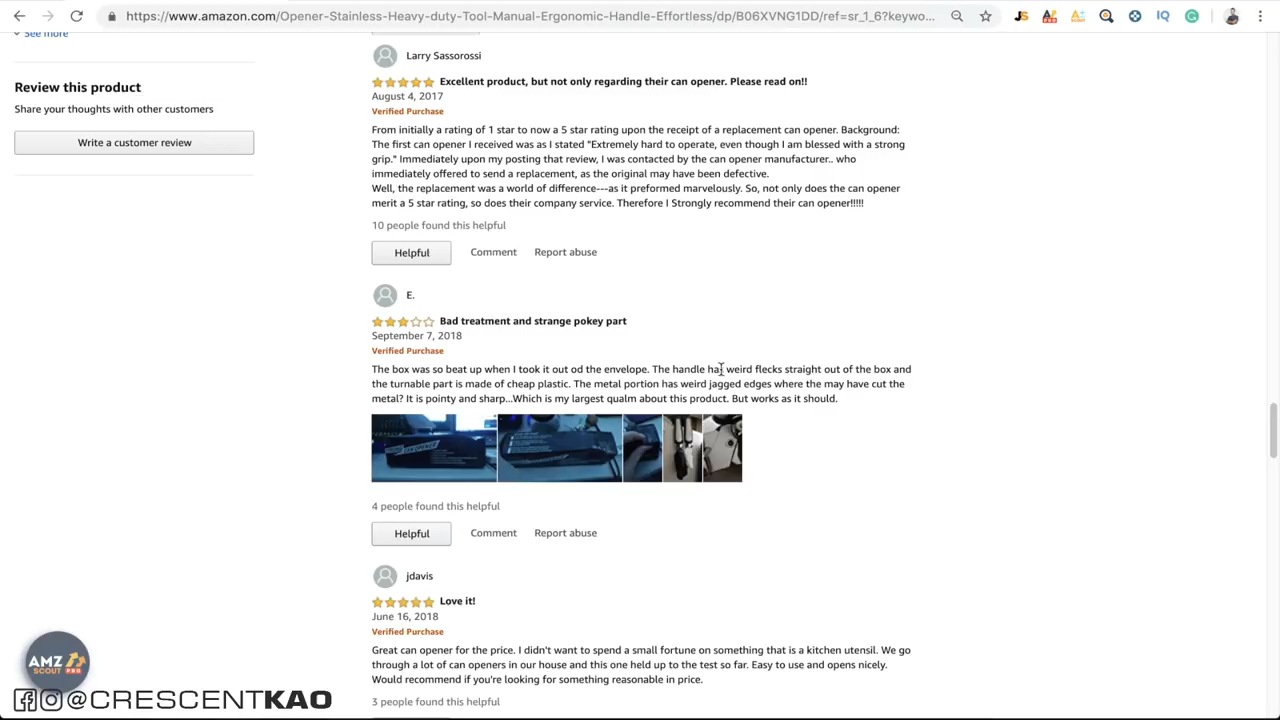 https://www.amazon.com/Opener-Stainless-Heavy-duty-Tool-Manual-Ergonomic-Handle-Effortless/dp/B06XVNG1DD/ref=sr_1_6?keywo...
See more
Review this product
Share your thoughts with other customers
Write a customer review
Larry Sassorossi
Excellent product, but not only regarding their can opener. Please read on!!
August 4, 2017
Verified Purchase
From initially a rating of 1 star to now a 5 star rating upon the receipt of a replacement can opener. Background:
The first can opener I received was as I stated "Extremely hard to operate, even though I am blessed with a strong
grip." Immediately upon my posting that review, I was contacted by the can opener manufacturer.. who
immediately offered to send a replacement, as the original may have been defective.
Well, the replacement was a world of difference---as it preformed marvelously. So, not only does the can opener
merit a 5 star rating, so does their company service. Therefore I Strongly recommend their can opener!!!!!
10 people found this helpful
Helpful Comment Report abuse
E.
Bad treatment and strange pokey part
September 7, 2018
Verified Purchase
The box was so beat up when I took it out od the envelope. The handle has weird flecks straight out of the box and
the turnable part is made of cheap plastic. The metal portion has weird jagged edges where the may have cut the
metal? It is pointy and sharp...Which is my largest qualm about this product. But works as it should.
4 people found this helpful
Helpful Comment Report abuse
jdavis
Love it!
June 16, 2018
Verified Purchase
Great can opener for the price. I didn't want to spend a small fortune on something that is a kitchen utensil. We go
through a lot of can openers in our house and this one held up to the test so far. Easy to use and opens nicely.
Would recommend if you're looking for something reasonable in price.
3 people found this helpful
AMZ
SCOUT PRO
@CRESCENTKAO